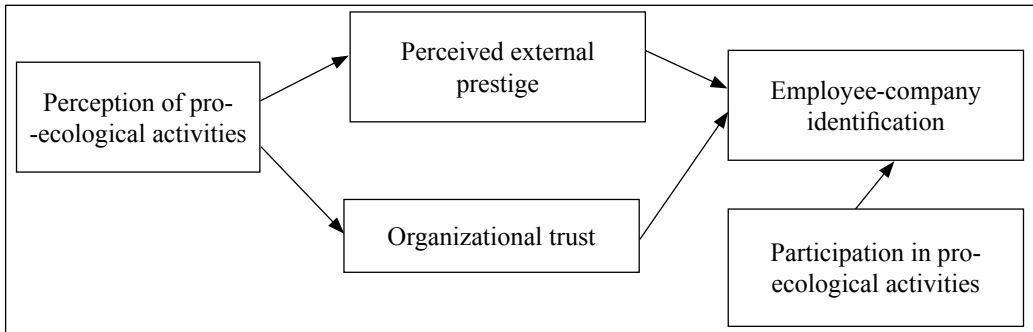 Perception of pro-
-ecological activities
Perceived external
prestige
Organizational trust
Employee-company
identification
Participation in pro-
ecological activities